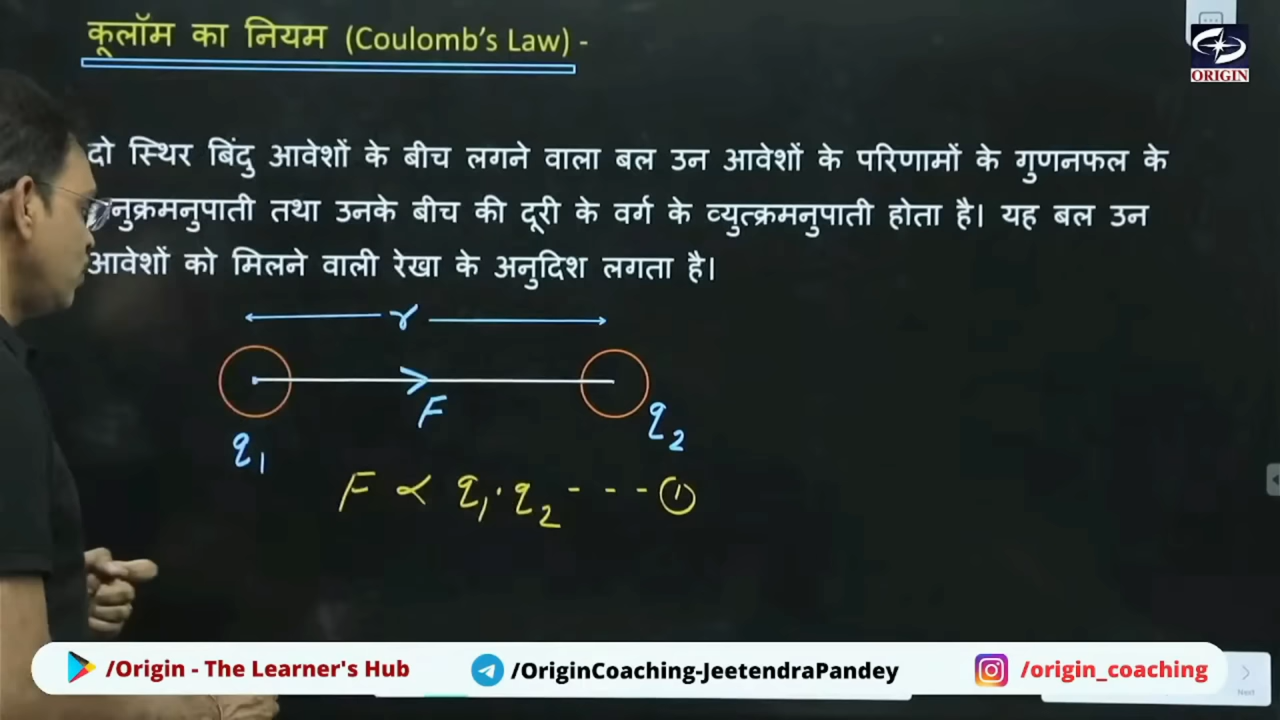 कूलॉम का नियम (Coulomb's Law) -
ORIGIN
दो स्थिर बिंदु आवेशों के बीच लगने वाला बल उन आवेशों के परिणामों के गुणनफल के
नुक्रमनुपाती तथा उनके बीच की दूरी के वर्ग के व्युत्क्रमनुपाती होता है। यह बल उन
आवेशों को मिलने वाली रेखा के अनुदिश लगता है।
r
F
q₁
q₂
F ∝ q₁·q₂ - - - ①
/Origin - The Learner's Hub
/OriginCoaching-JeetendraPandey
/origin_coaching
Next